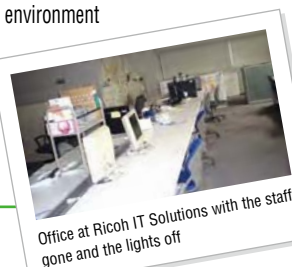 environment
Office at Ricoh IT Solutions with the staff
gone and the lights off